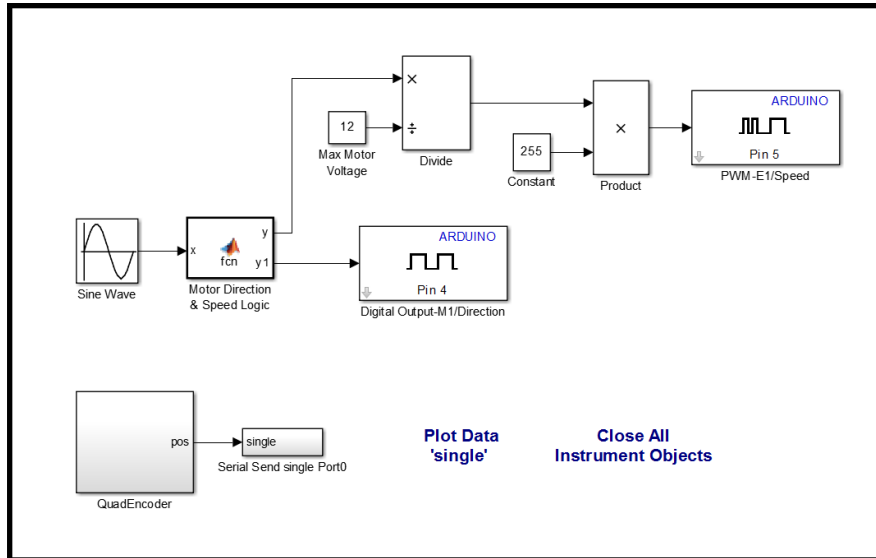 ARDUINO
×
12
÷
255
×
Pin 5
Max Motor
Voltage
Divide
Constant
Product
PWM-E1/Speed
y
ARDUINO
x
fcn
y1
Pin 4
Sine Wave
Motor Direction
& Speed Logic
Digital Output-M1/Direction
pos
single
Serial Send single Port0
QuadEncoder
Plot Data
'single'
Close All
Instrument Objects